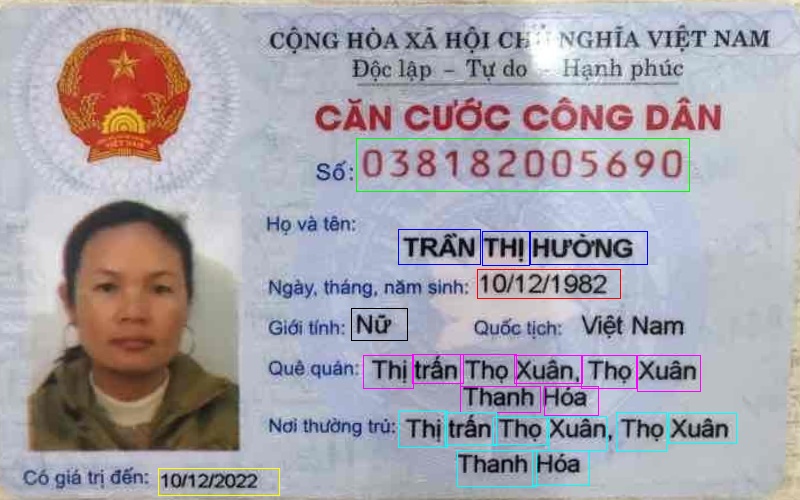 CỘNG HÒA XÃ HỘI CHỦ NGHĨA VIỆT NAM
Độc lập - Tự do - Hạnh phúc
CĂN CƯỚC CÔNG DÂN
Số: 038182005690
Họ và tên:
TRẦN THỊ HƯỜNG
Ngày, tháng, năm sinh: 10/12/1982
Giới tính: Nữ Quốc tịch: Việt Nam
Quê quán: Thị trấn Thọ Xuân, Thọ Xuân
Thanh Hóa
Nơi thường trú: Thị trấn Thọ Xuân, Thọ Xuân
Thanh Hóa
Có giá trị đến: 10/12/2022
VIỆT NAM